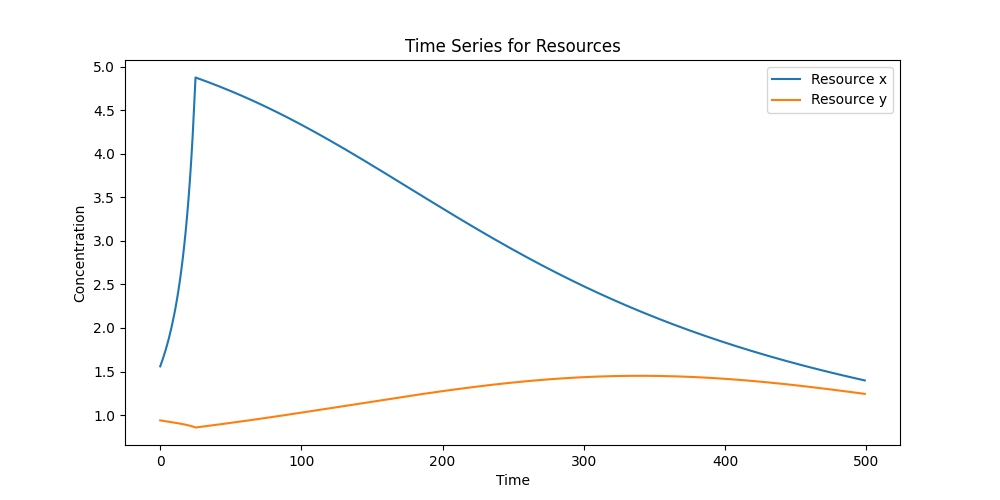 Time Series for Resources
Resource x
Resource y
Concentration
5.0
4.5
4.0
3.5
3.0
2.5
2.0
1.5
1.0
0 100 200 300 400 500
Time